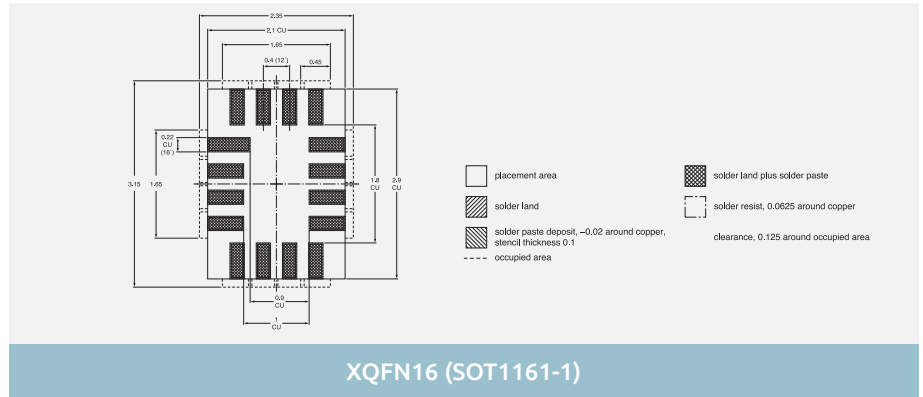 2.35
2.1 CU
1.65
0.4 (12˙)
0.45
0.22
CU
(16˙)
3.15
1.65
1.8
CU
2.9
CU
0.9
CU
1
CU
placement area
solder land
solder paste deposit, –0.02 around copper,
stencil thickness 0.1
occupied area
solder land plus solder paste
solder resist, 0.0625 around copper
clearance, 0.125 around occupied area
XQFN16 (SOT1161-1)